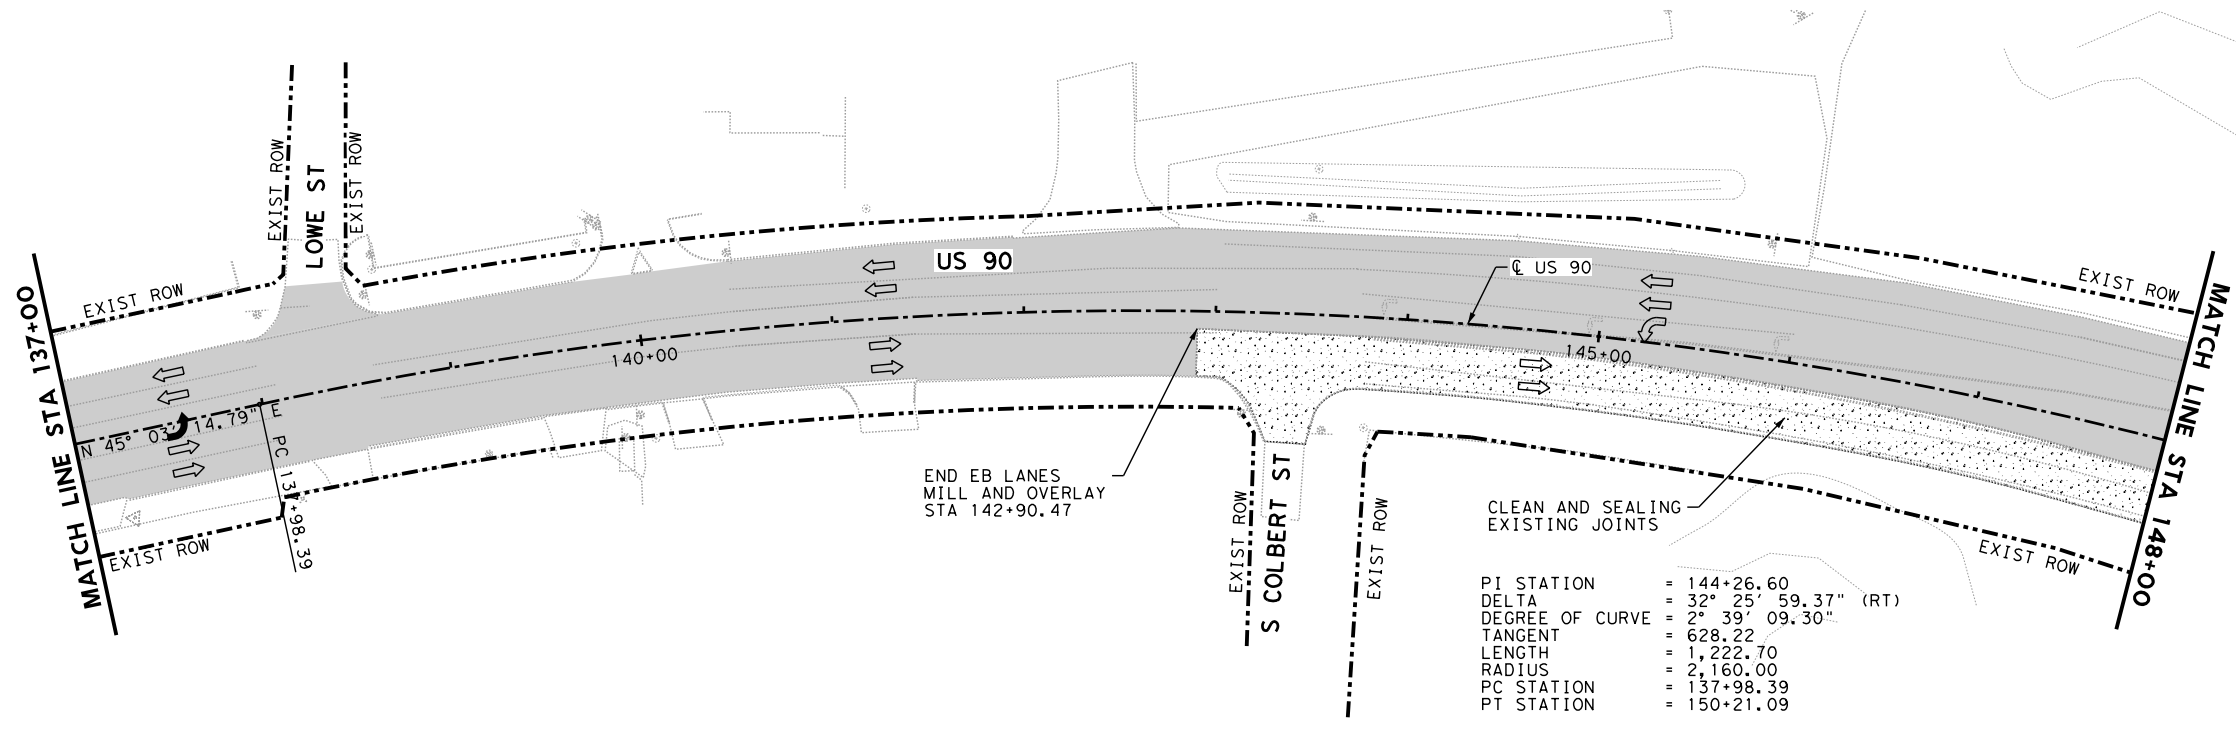 EXIST ROW
LOWE ST
EXIST ROW
US 90
℄ US 90
EXIST ROW
EXIST ROW
MATCH LINE STA 137+00
MATCH LINE STA 148+00
140+00
145+00
N 45° 03' 14.79" E
PC 137+98.39
EXIST ROW
END EB LANES
MILL AND OVERLAY
STA 142+90.47
EXIST ROW
S COLBERT ST
EXIST ROW
CLEAN AND SEALING
EXISTING JOINTS
EXIST ROW
PI STATION = 144+26.60
DELTA = 32° 25' 59.37" (RT)
DEGREE OF CURVE = 2° 39' 09.30"
TANGENT = 628.22
LENGTH = 1,222.70
RADIUS = 2,160.00
PC STATION = 137+98.39
PT STATION = 150+21.09